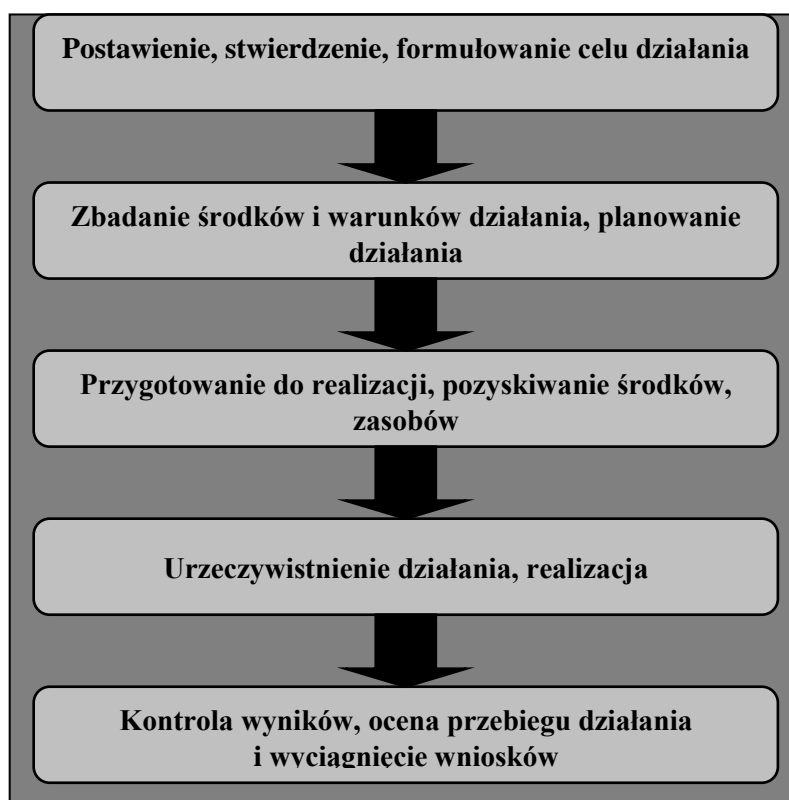 Postawienie, stwierdzenie, formułowanie celu działania
Zbadanie środków i warunków działania, planowanie
działania
Przygotowanie do realizacji, pozyskiwanie środków,
zasobów
Urzeczywistnienie działania, realizacja
Kontrola wyników, ocena przebiegu działania
i wyciągnięcie wniosków